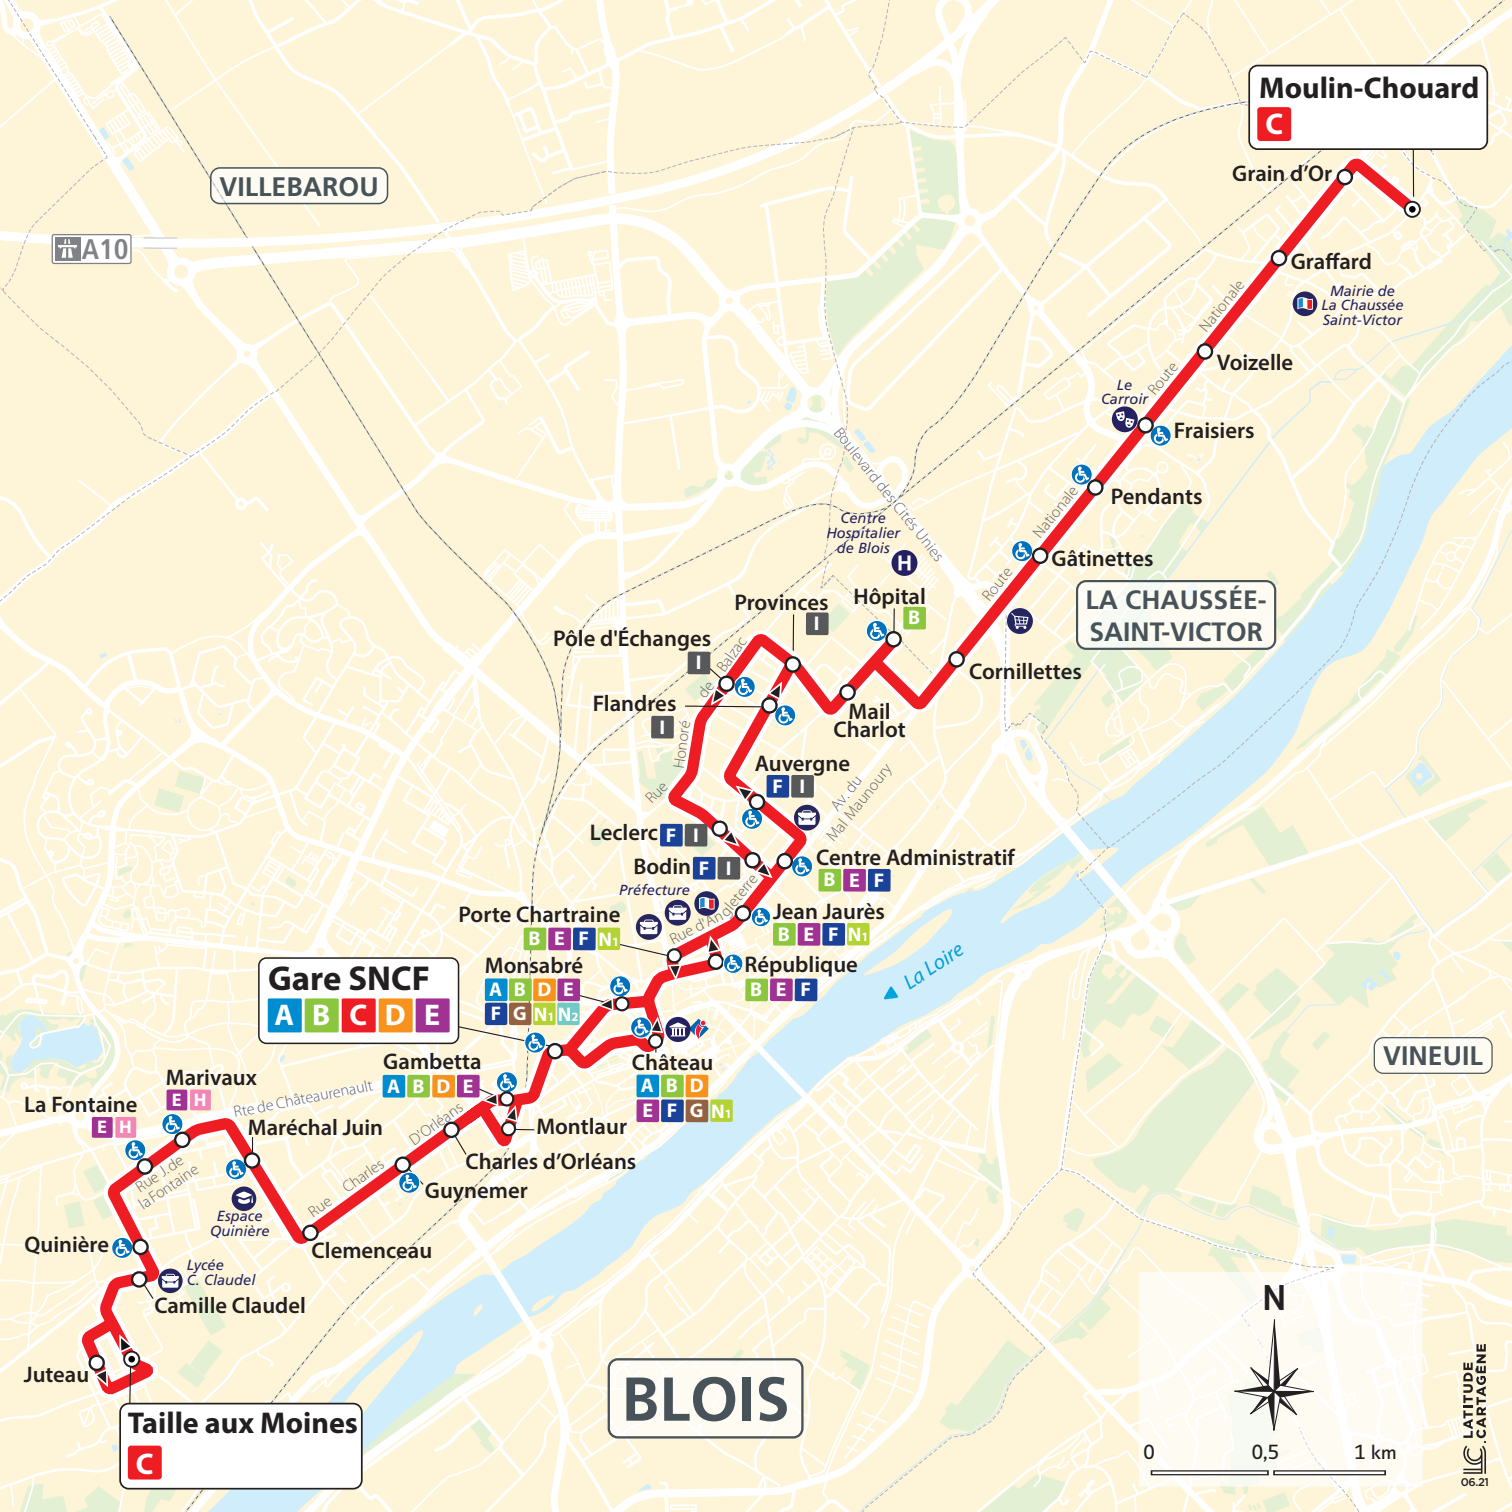 Moulin-Chouard
C
Grain d'Or
VILLEBAROU
A10
Graffard
Mairie de
La Chaussée
Saint-Victor
Nationale
Route
Voizelle
Le
Carroir
Fraisiers
Pendants
Nationale
Route
Gâtinettes
Boulevard des Cités Unies
Centre
Hospitalier
de Blois
H
LA CHAUSSÉE-
SAINT-VICTOR
Hôpital
B
Provinces
I
Pôle d'Échanges
I
Cornillettes
Flandres
I
Mail
Charlot
Rue Honoré de Balzac
Auvergne
F I
Av. du
Mal Maunoury
Leclerc F I
Bodin F I
Centre Administratif
B E F
Préfecture
Rue d'Angleterre
Jean Jaurès
B E F N1
Porte Chartraine
B E F N1
République
B E F
Monsabré
A B D E
F G N1 N2
Gare SNCF
A B C D E
La Loire
Château
A B D
E F G N1
Gambetta
A B D E
VINEUIL
Montlaur
Marivaux
E H
La Fontaine
E H
Rte de Châteaurenault
Maréchal Juin
Charles d'Orléans
Rue Charles D'Orléans
Guynemer
Rue J. de
la Fontaine
Espace
Quinière
Clemenceau
Quinière
Lycée
C. Claudel
Camille Claudel
Juteau
Taille aux Moines
C
BLOIS
N
0 0,5 1 km
LATITUDE
CARTAGÈNE
LC
06.21